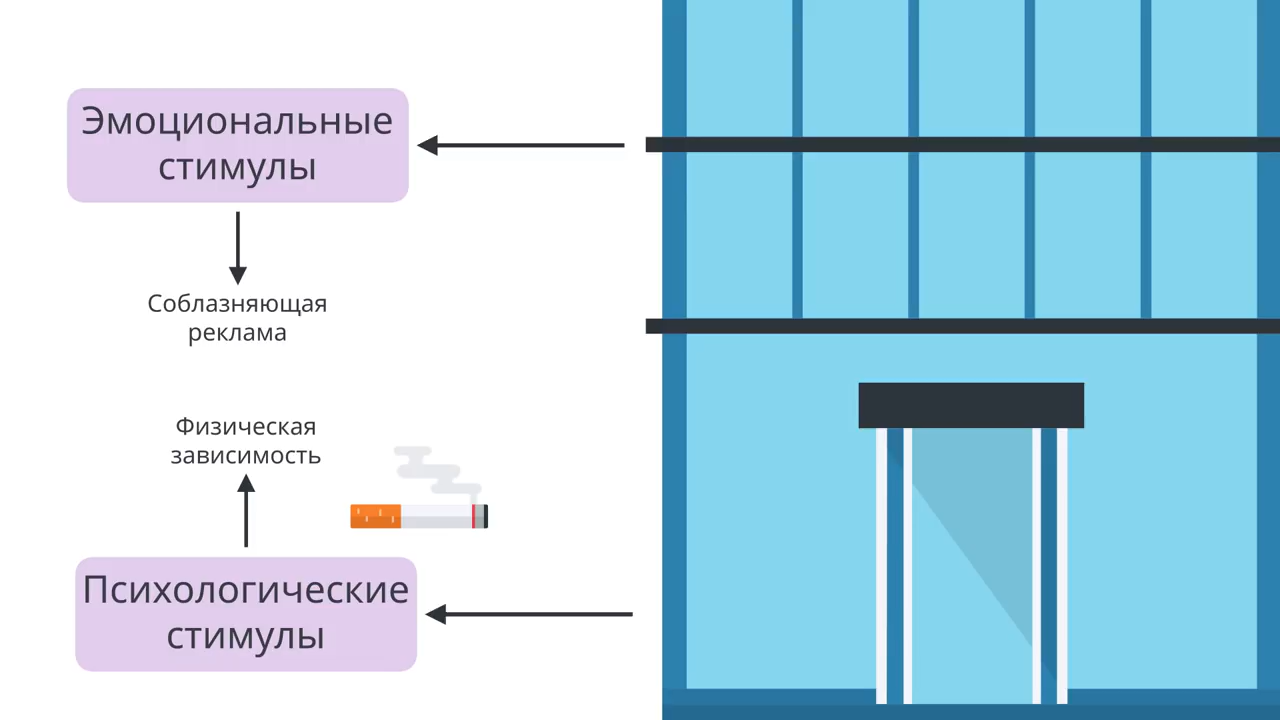 Эмоциональные
стимулы
Соблазняющая
реклама
Физическая
зависимость
Психологические
стимулы